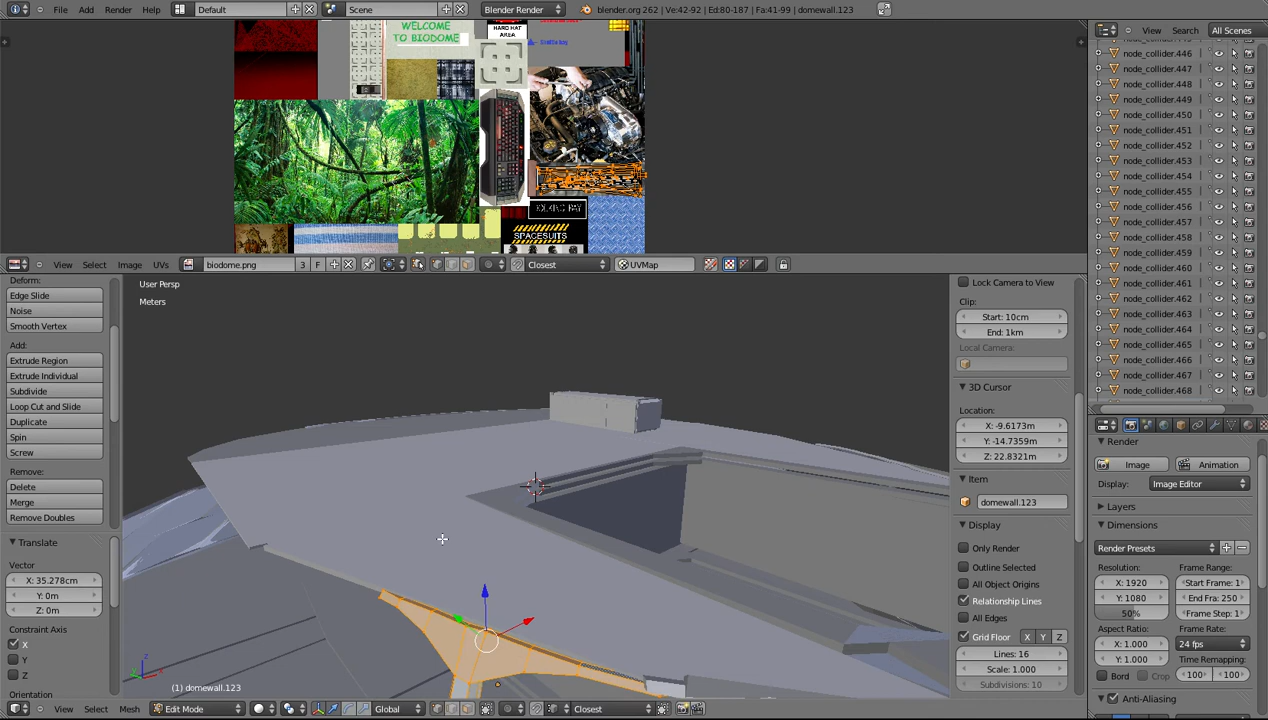 File Add Render Help Default Scene Blender Render blender.org 262 | Ve:42-92 | Ed:80-187 | Fa:41-99 | domewall.123
View Search All Scenes
WELCOME
TO BIODOME
HARD HAT
AREA
SPACESUITS
node_collider.446
node_collider.447
node_collider.448
node_collider.449
node_collider.450
node_collider.451
node_collider.452
node_collider.453
node_collider.454
node_collider.455
node_collider.456
node_collider.457
node_collider.458
node_collider.459
node_collider.460
node_collider.461
node_collider.462
node_collider.463
node_collider.464
node_collider.465
node_collider.466
node_collider.467
node_collider.468
View Select Image UVs biodome.png 3 F Closest UVMap
Deform:
Edge Slide
Noise
Smooth Vertex
Add:
Extrude Region
Extrude Individual
Subdivide
Loop Cut and Slide
Duplicate
Spin
Screw
Remove:
Delete
Merge
Remove Doubles
Translate
Vector
X: 35.278cm
Y: 0m
Z: 0m
Constraint Axis
X
Y
Z
Orientation
User Persp
Meters
(1) domewall.123
Lock Camera to View
Clip:
Start: 10cm
End: 1km
Local Camera:
3D Cursor
Location:
X: -9.6173m
Y: -14.7359m
Z: 22.8321m
Item
domewall.123
Display
Only Render
Outline Selected
All Object Origins
Relationship Lines
All Edges
Grid Floor X Y Z
Lines: 16
Scale: 1.000
Subdivisions: 10
Render
Image Animation
Display: Image Editor
Layers
Dimensions
Render Presets
Resolution: Frame Range:
X: 1920 Start Frame: 1
Y: 1080 End Fra: 250
50% Frame Step: 1
Aspect Ratio: Frame Rate:
X: 1.000 24 fps
Y: 1.000 Time Remapping:
Bord Crop 100 100
Anti-Aliasing
View Select Mesh Edit Mode Global Closest